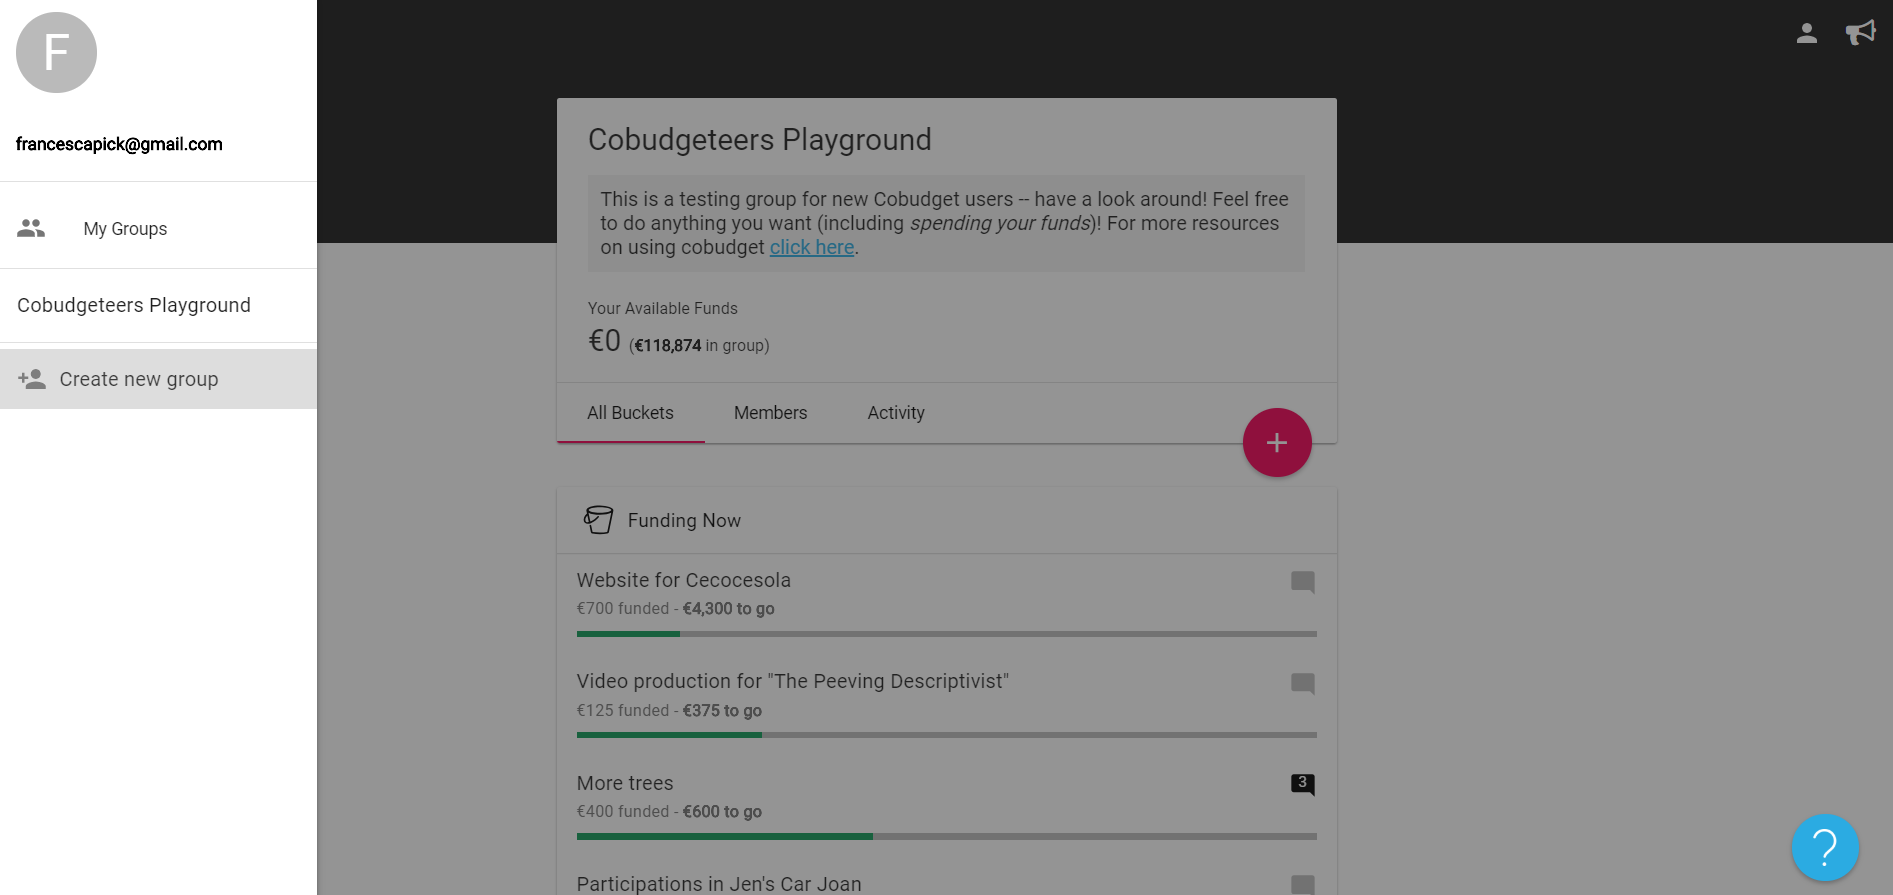 F
francescapick@gmail.com
My Groups
Cobudgeteers Playground
Create new group
Cobudgeteers Playground
This is a testing group for new Cobudget users -- have a look around! Feel free
to do anything you want (including spending your funds)! For more resources
on using cobudget click here.
Your Available Funds
€0 (€118,874 in group)
All Buckets Members Activity
+
Funding Now
Website for Cecocesola
€700 funded - €4,300 to go
Video production for "The Peeving Descriptivist"
€125 funded - €375 to go
More trees
3
€400 funded - €600 to go
Participations in Jen's Car Joan
?